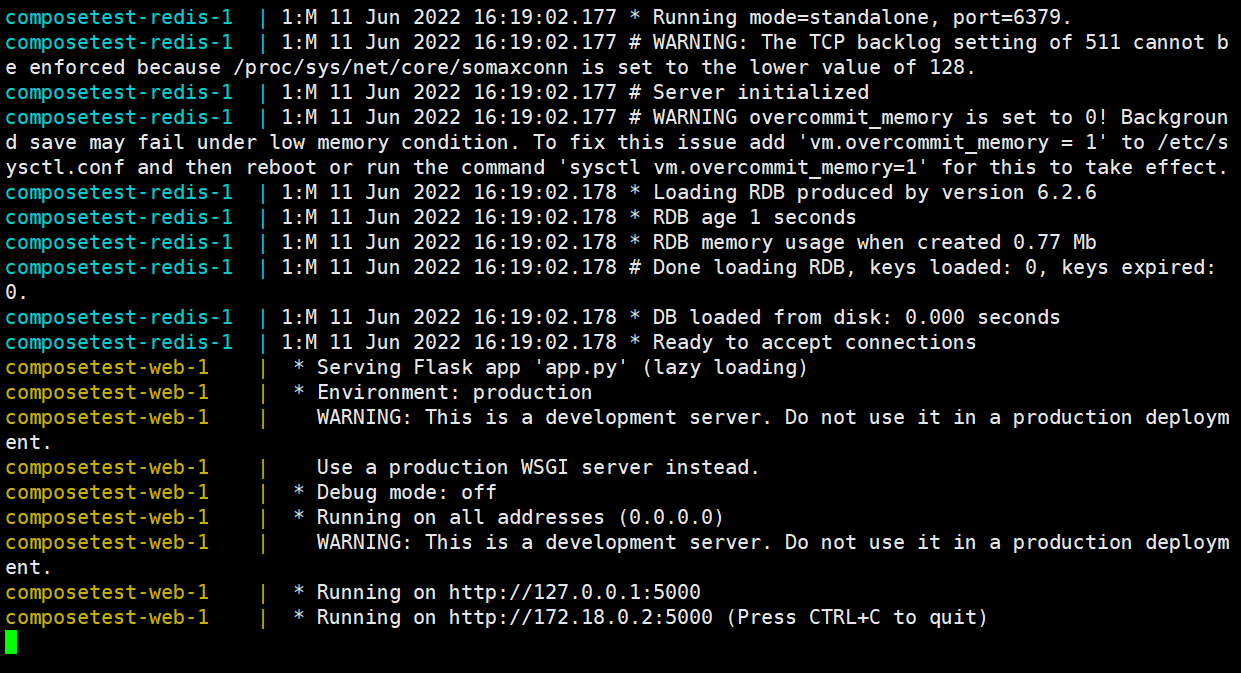 composetest-redis-1  | 1:M 11 Jun 2022 16:19:02.177 * Running mode=standalone, port=6379.
composetest-redis-1  | 1:M 11 Jun 2022 16:19:02.177 # WARNING: The TCP backlog setting of 511 cannot b
e enforced because /proc/sys/net/core/somaxconn is set to the lower value of 128.
composetest-redis-1  | 1:M 11 Jun 2022 16:19:02.177 # Server initialized
composetest-redis-1  | 1:M 11 Jun 2022 16:19:02.177 # WARNING overcommit_memory is set to 0! Backgroun
d save may fail under low memory condition. To fix this issue add 'vm.overcommit_memory = 1' to /etc/s
ysctl.conf and then reboot or run the command 'sysctl vm.overcommit_memory=1' for this to take effect.
composetest-redis-1  | 1:M 11 Jun 2022 16:19:02.178 * Loading RDB produced by version 6.2.6
composetest-redis-1  | 1:M 11 Jun 2022 16:19:02.178 * RDB age 1 seconds
composetest-redis-1  | 1:M 11 Jun 2022 16:19:02.178 * RDB memory usage when created 0.77 Mb
composetest-redis-1  | 1:M 11 Jun 2022 16:19:02.178 # Done loading RDB, keys loaded: 0, keys expired:
0.
composetest-redis-1  | 1:M 11 Jun 2022 16:19:02.178 * DB loaded from disk: 0.000 seconds
composetest-redis-1  | 1:M 11 Jun 2022 16:19:02.178 * Ready to accept connections
composetest-web-1    |  * Serving Flask app 'app.py' (lazy loading)
composetest-web-1    |  * Environment: production
composetest-web-1    |    WARNING: This is a development server. Do not use it in a production deploym
ent.
composetest-web-1    |    Use a production WSGI server instead.
composetest-web-1    |  * Debug mode: off
composetest-web-1    |  * Running on all addresses (0.0.0.0)
composetest-web-1    |    WARNING: This is a development server. Do not use it in a production deploym
ent.
composetest-web-1    |  * Running on http://127.0.0.1:5000
composetest-web-1    |  * Running on http://172.18.0.2:5000 (Press CTRL+C to quit)